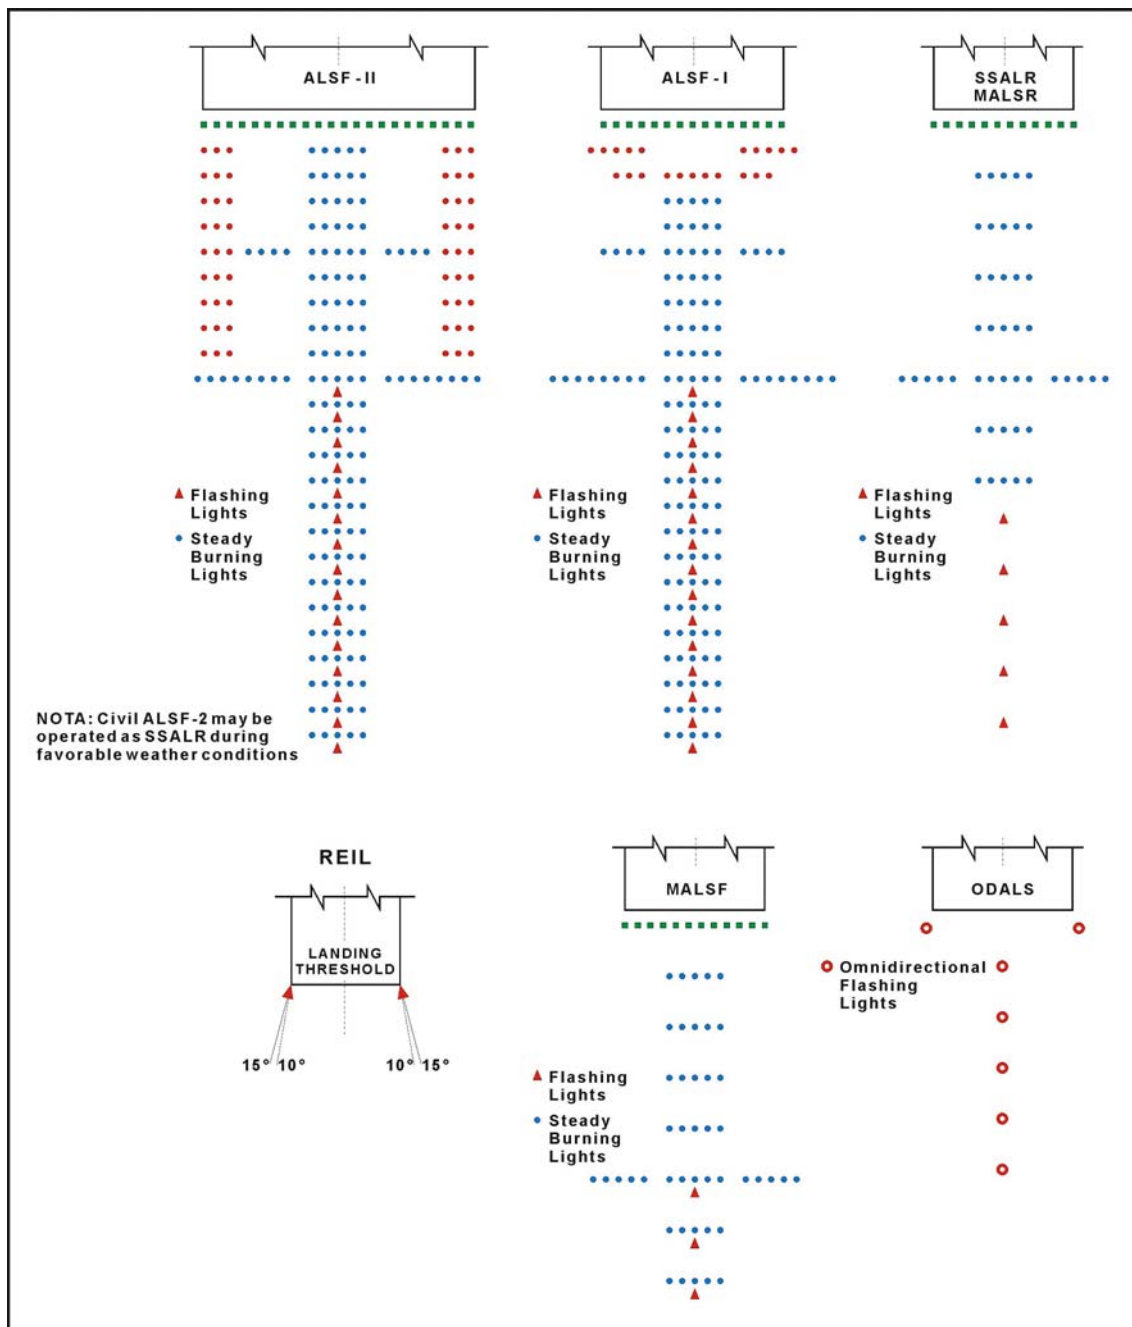 ALSF - II
ALSF - I
SSALR
MALSR
Flashing
Lights
Steady
Burning
Lights
Flashing
Lights
Steady
Burning
Lights
Flashing
Lights
Steady
Burning
Lights
NOTA: Civil ALSF-2 may be
operated as SSALR during
favorable weather conditions
REIL
LANDING
THRESHOLD
15° 10°
10° 15°
MALSF
Flashing
Lights
Steady
Burning
Lights
ODALS
Omnidirectional
Flashing
Lights